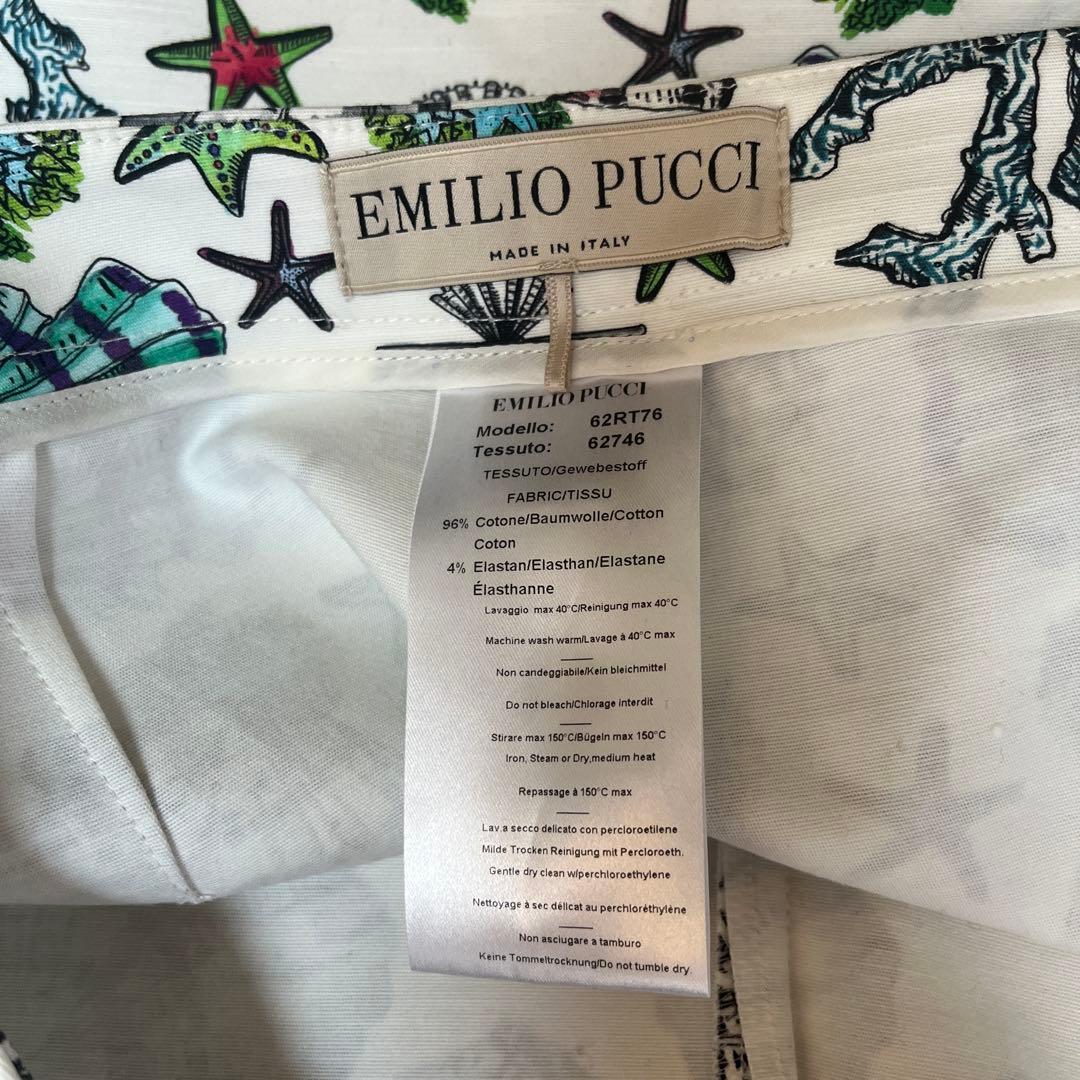 EMILIO PUCCI
MADE IN ITALY
EMILIO PUCCI
Modello: 62RT76
Tessuto: 62746
TESSUTO/Gewebestoff
FABRIC/TISSU
96% Cotone/Baumwolle/Cotton
Coton
4% Elastan/Elasthan/Elastane
Élasthanne
Lavaggio max 40°C/Reinigung max 40°C
Machine wash warm/Lavage à 40°C max
Non candeggiabile/Kein bleichmittel
Do not bleach/Chlorage interdit
Stirare max 150°C/Bügeln max 150°C
Iron, Steam or Dry,medium heat
Repassage à 150°C max
Lav.a secco delicato con percloroetilene
Milde Trocken Reinigung mit Percloroeth.
Gentle dry clean w/perchloroethylene
Nettoyage à sec délicat au perchloréthylène
Non asciugare a tamburo
Keine Tommeltrocknung/Do not tumble dry.